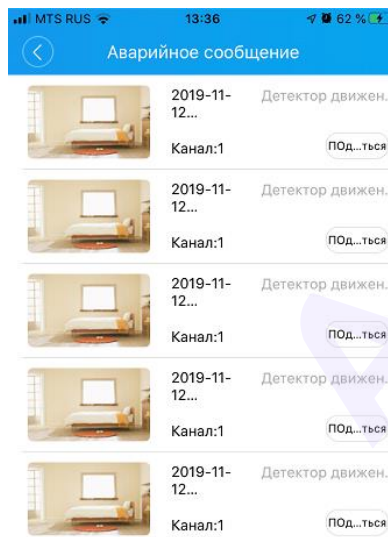 MTS RUS 13:36 62 %
Аварийное сообщение
2019-11- Детектор движен.
12...
Канал:1 ПОд...ться
2019-11- Детектор движен.
12...
Канал:1 ПОд...ться
2019-11- Детектор движен.
12...
Канал:1 ПОд...ться
2019-11- Детектор движен.
12...
Канал:1 ПОд...ться
2019-11- Детектор движен.
12...
Канал:1 ПОд...ться